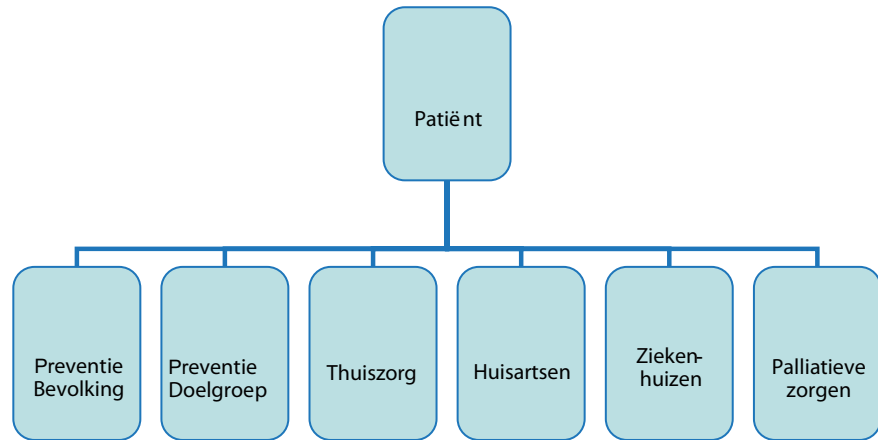 Patiënt
Preventie
Bevolking
Preventie
Doelgroep
Thuiszorg
Huisartsen
Zieken-
huizen
Palliatieve
zorgen